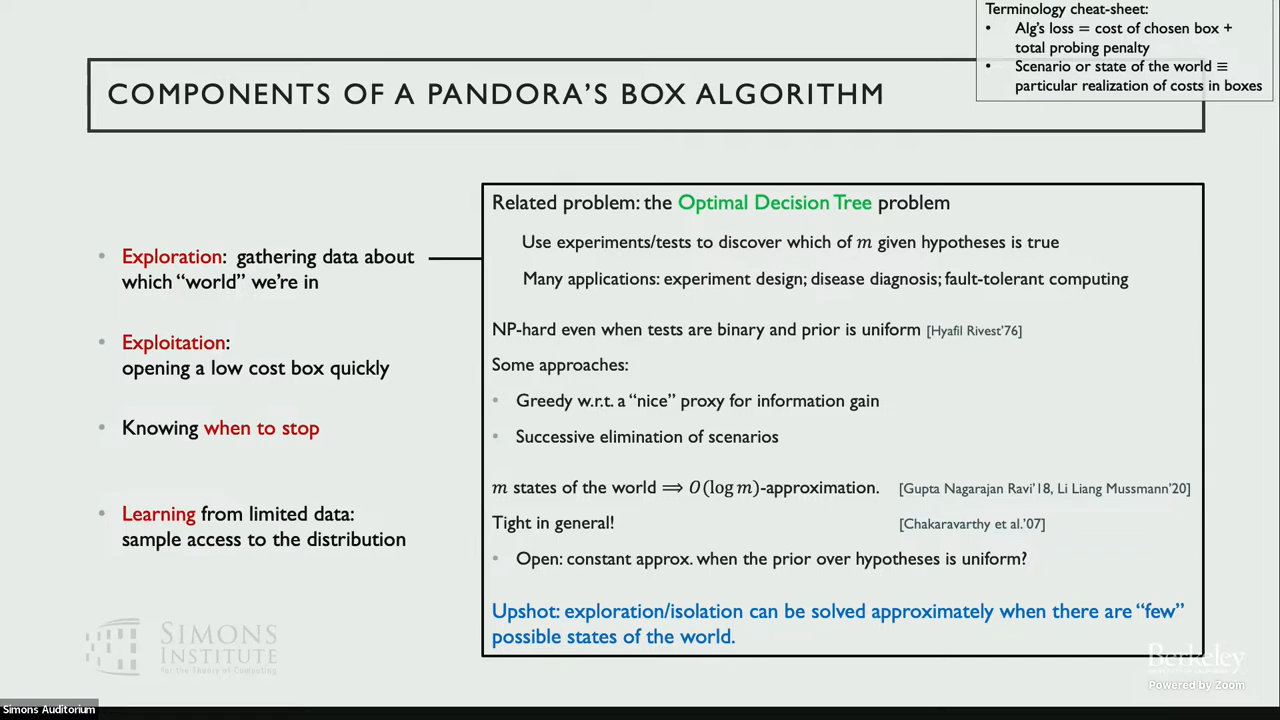 Terminology cheat-sheet:
• Alg's loss = cost of chosen box +
total probing penalty
• Scenario or state of the world ≡
particular realization of costs in boxes
COMPONENTS OF A PANDORA'S BOX ALGORITHM
• Exploration: gathering data about
which "world" we're in
• Exploitation:
opening a low cost box quickly
• Knowing when to stop
• Learning from limited data:
sample access to the distribution
Related problem: the Optimal Decision Tree problem
Use experiments/tests to discover which of m given hypotheses is true
Many applications: experiment design; disease diagnosis; fault-tolerant computing
NP-hard even when tests are binary and prior is uniform [Hyafil Rivest'76]
Some approaches:
• Greedy w.r.t. a "nice" proxy for information gain
• Successive elimination of scenarios
m states of the world ⟹ O(log m)-approximation. [Gupta Nagarajan Ravi'18, Li Liang Mussmann'20]
Tight in general! [Chakaravarthy et al.'07]
• Open: constant approx. when the prior over hypotheses is uniform?
Upshot: exploration/isolation can be solved approximately when there are "few"
possible states of the world.
SIMONS
INSTITUTE
for the Theory of Computing
Berkeley
Powered by Zoom
Simons Auditorium